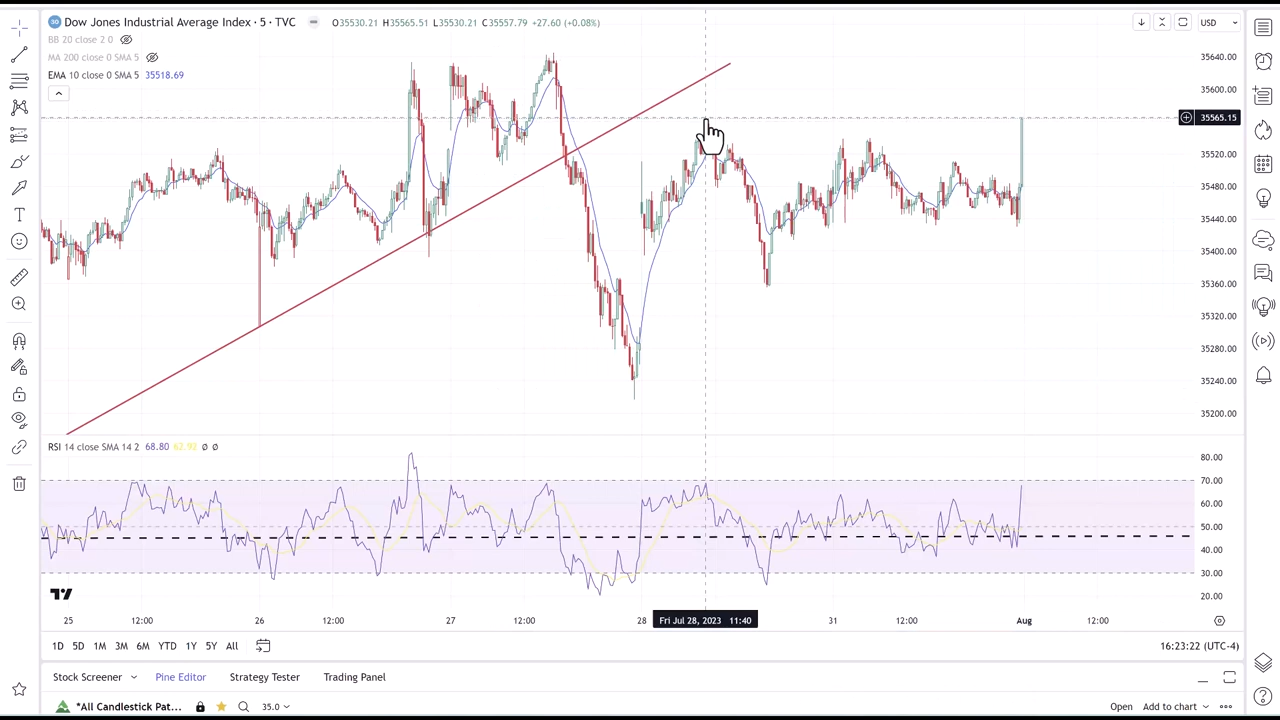 Dow Jones Industrial Average Index · 5 · TVC O35530.21 H35565.51 L35530.21 C35557.79 +27.60 (+0.08%) USD
BB 20 close 2 0
MA 200 close 0 SMA 5
EMA 10 close 0 SMA 5 35518.69
35640.00
35600.00
35565.15
35520.00
35480.00
35440.00
35400.00
35360.00
35320.00
35280.00
35240.00
35200.00
RSI 14 close SMA 14 2 68.80 52.92 Ø Ø
80.00
70.00
60.00
50.00
40.00
30.00
20.00
25 12:00 26 12:00 27 12:00 28 Fri Jul 28, 2023 11:40 31 12:00 Aug 12:00
1D 5D 1M 3M 6M YTD 1Y 5Y All 16:23:22 (UTC-4)
Stock Screener Pine Editor Strategy Tester Trading Panel
*All Candlestick Pat... 35.0 Open Add to chart